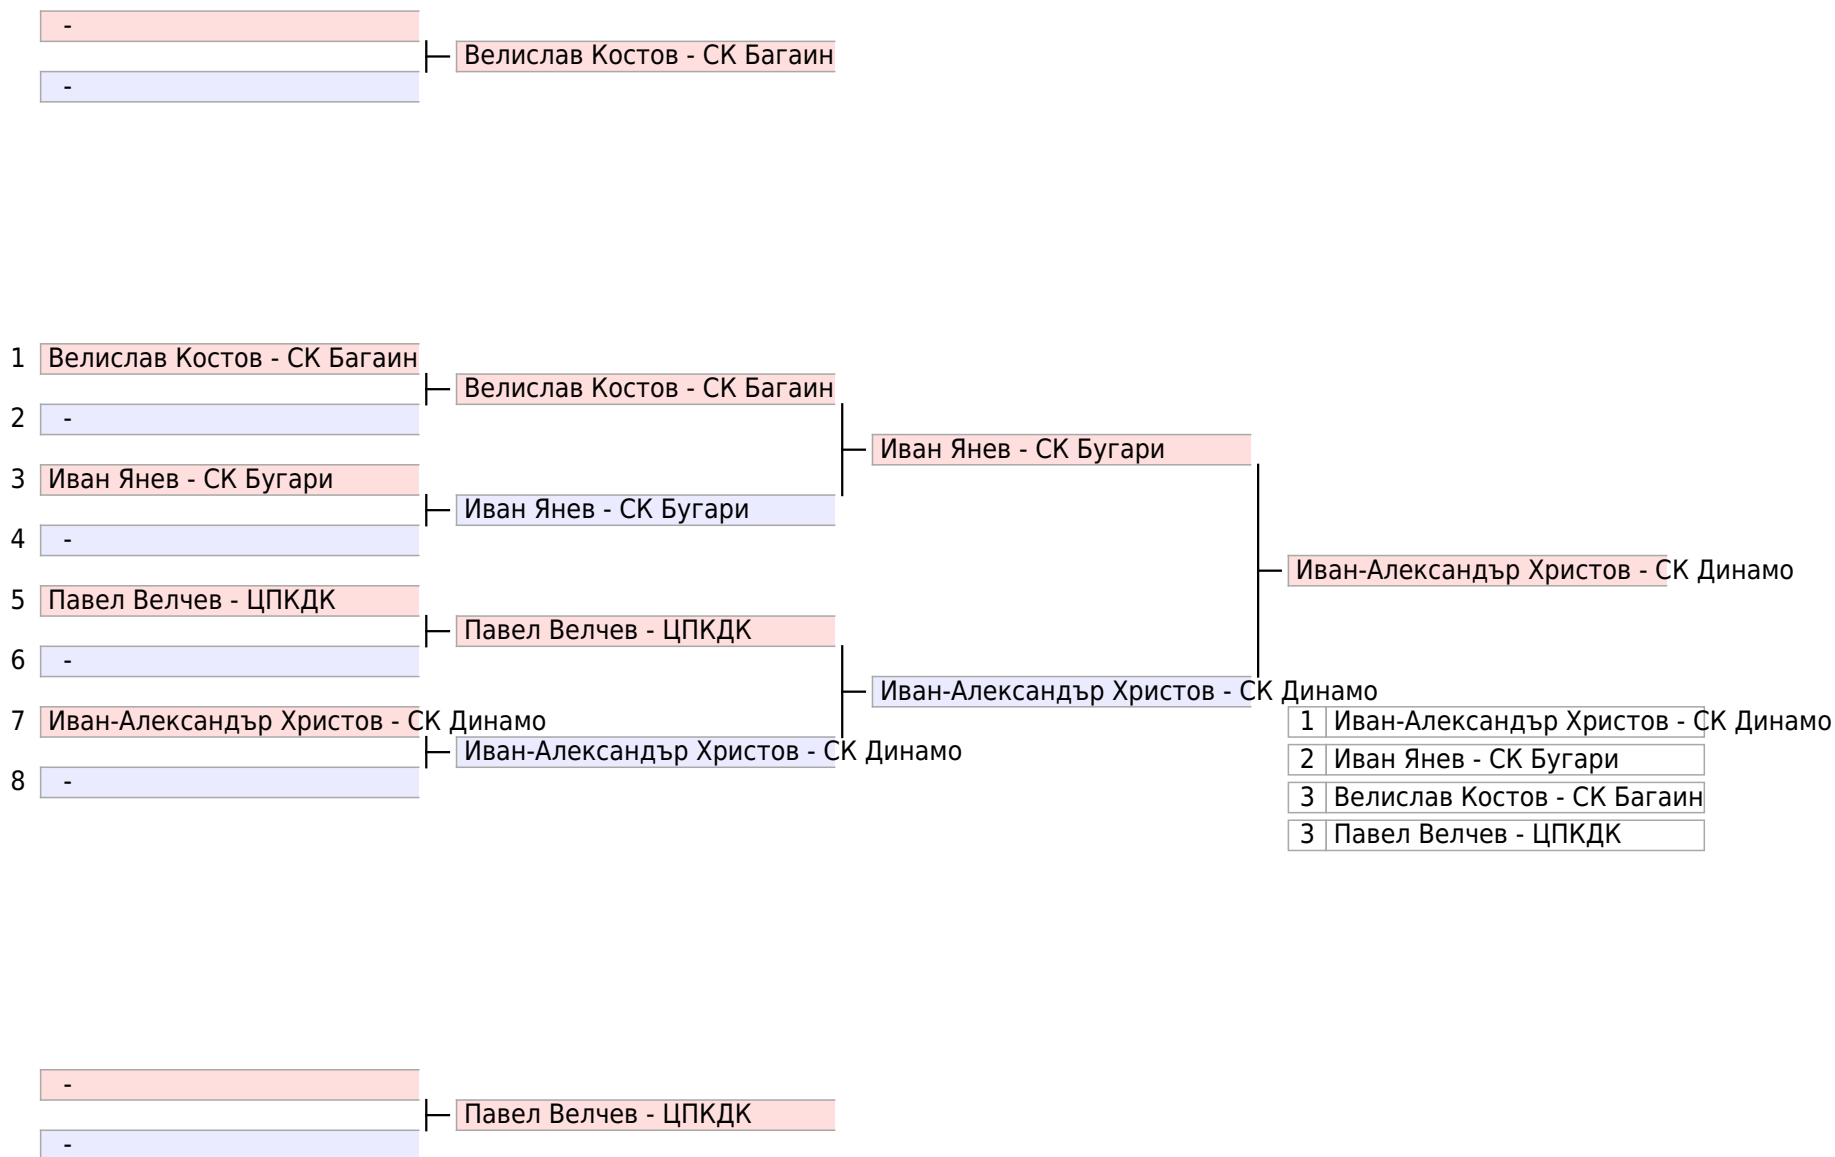 -
Велислав Костов - СК Багаин
-
1 Велислав Костов - СК Багаин
Велислав Костов - СК Багаин
2 -
Иван Янев - СК Бугари
3 Иван Янев - СК Бугари
Иван Янев - СК Бугари
4 -
Иван-Александър Христов - СК Динамо
5 Павел Велчев - ЦПКДК
Павел Велчев - ЦПКДК
6 -
Иван-Александър Христов - СК Динамо
7 Иван-Александър Христов - СК Динамо
1 Иван-Александър Христов - СК Динамо
Иван-Александър Христов - СК Динамо
2 Иван Янев - СК Бугари
8 -
3 Велислав Костов - СК Багаин
3 Павел Велчев - ЦПКДК
-
Павел Велчев - ЦПКДК
-